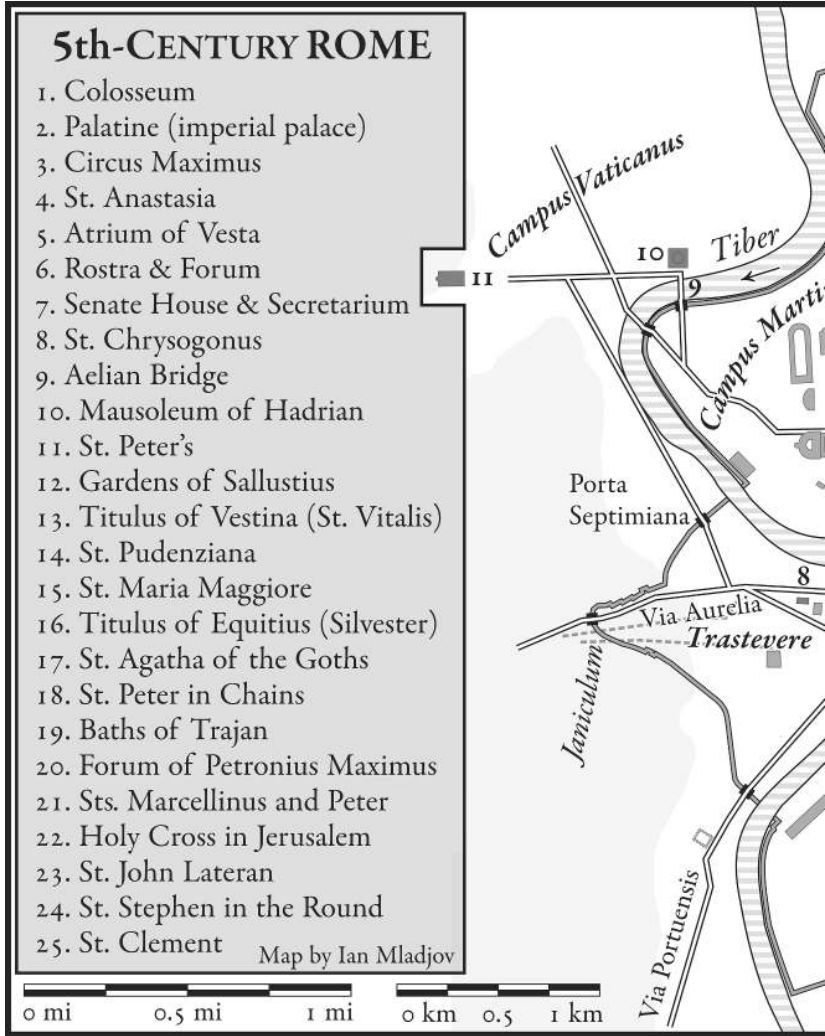 5th-CENTURY ROME
1. Colosseum
2. Palatine (imperial palace)
3. Circus Maximus
4. St. Anastasia
5. Atrium of Vesta
6. Rostra & Forum
7. Senate House & Secretarium
8. St. Chrysogonus
9. Aelian Bridge
10. Mausoleum of Hadrian
11. St. Peter's
12. Gardens of Sallustius
13. Titulus of Vestina (St. Vitalis)
14. St. Pudenziana
15. St. Maria Maggiore
16. Titulus of Equitius (Silvester)
17. St. Agatha of the Goths
18. St. Peter in Chains
19. Baths of Trajan
20. Forum of Petronius Maximus
21. Sts. Marcellinus and Peter
22. Holy Cross in Jerusalem
23. St. John Lateran
24. St. Stephen in the Round
25. St. Clement
Map by Ian Mladjov
0 mi 0.5 mi 1 mi
0 km 0.5 1 km
Campus Vaticanus
10
Tiber
11
9
Campus Marti
Porta
Septimiana
8
Via Aurelia
Trastevere
Janiculum
Via Portuensis